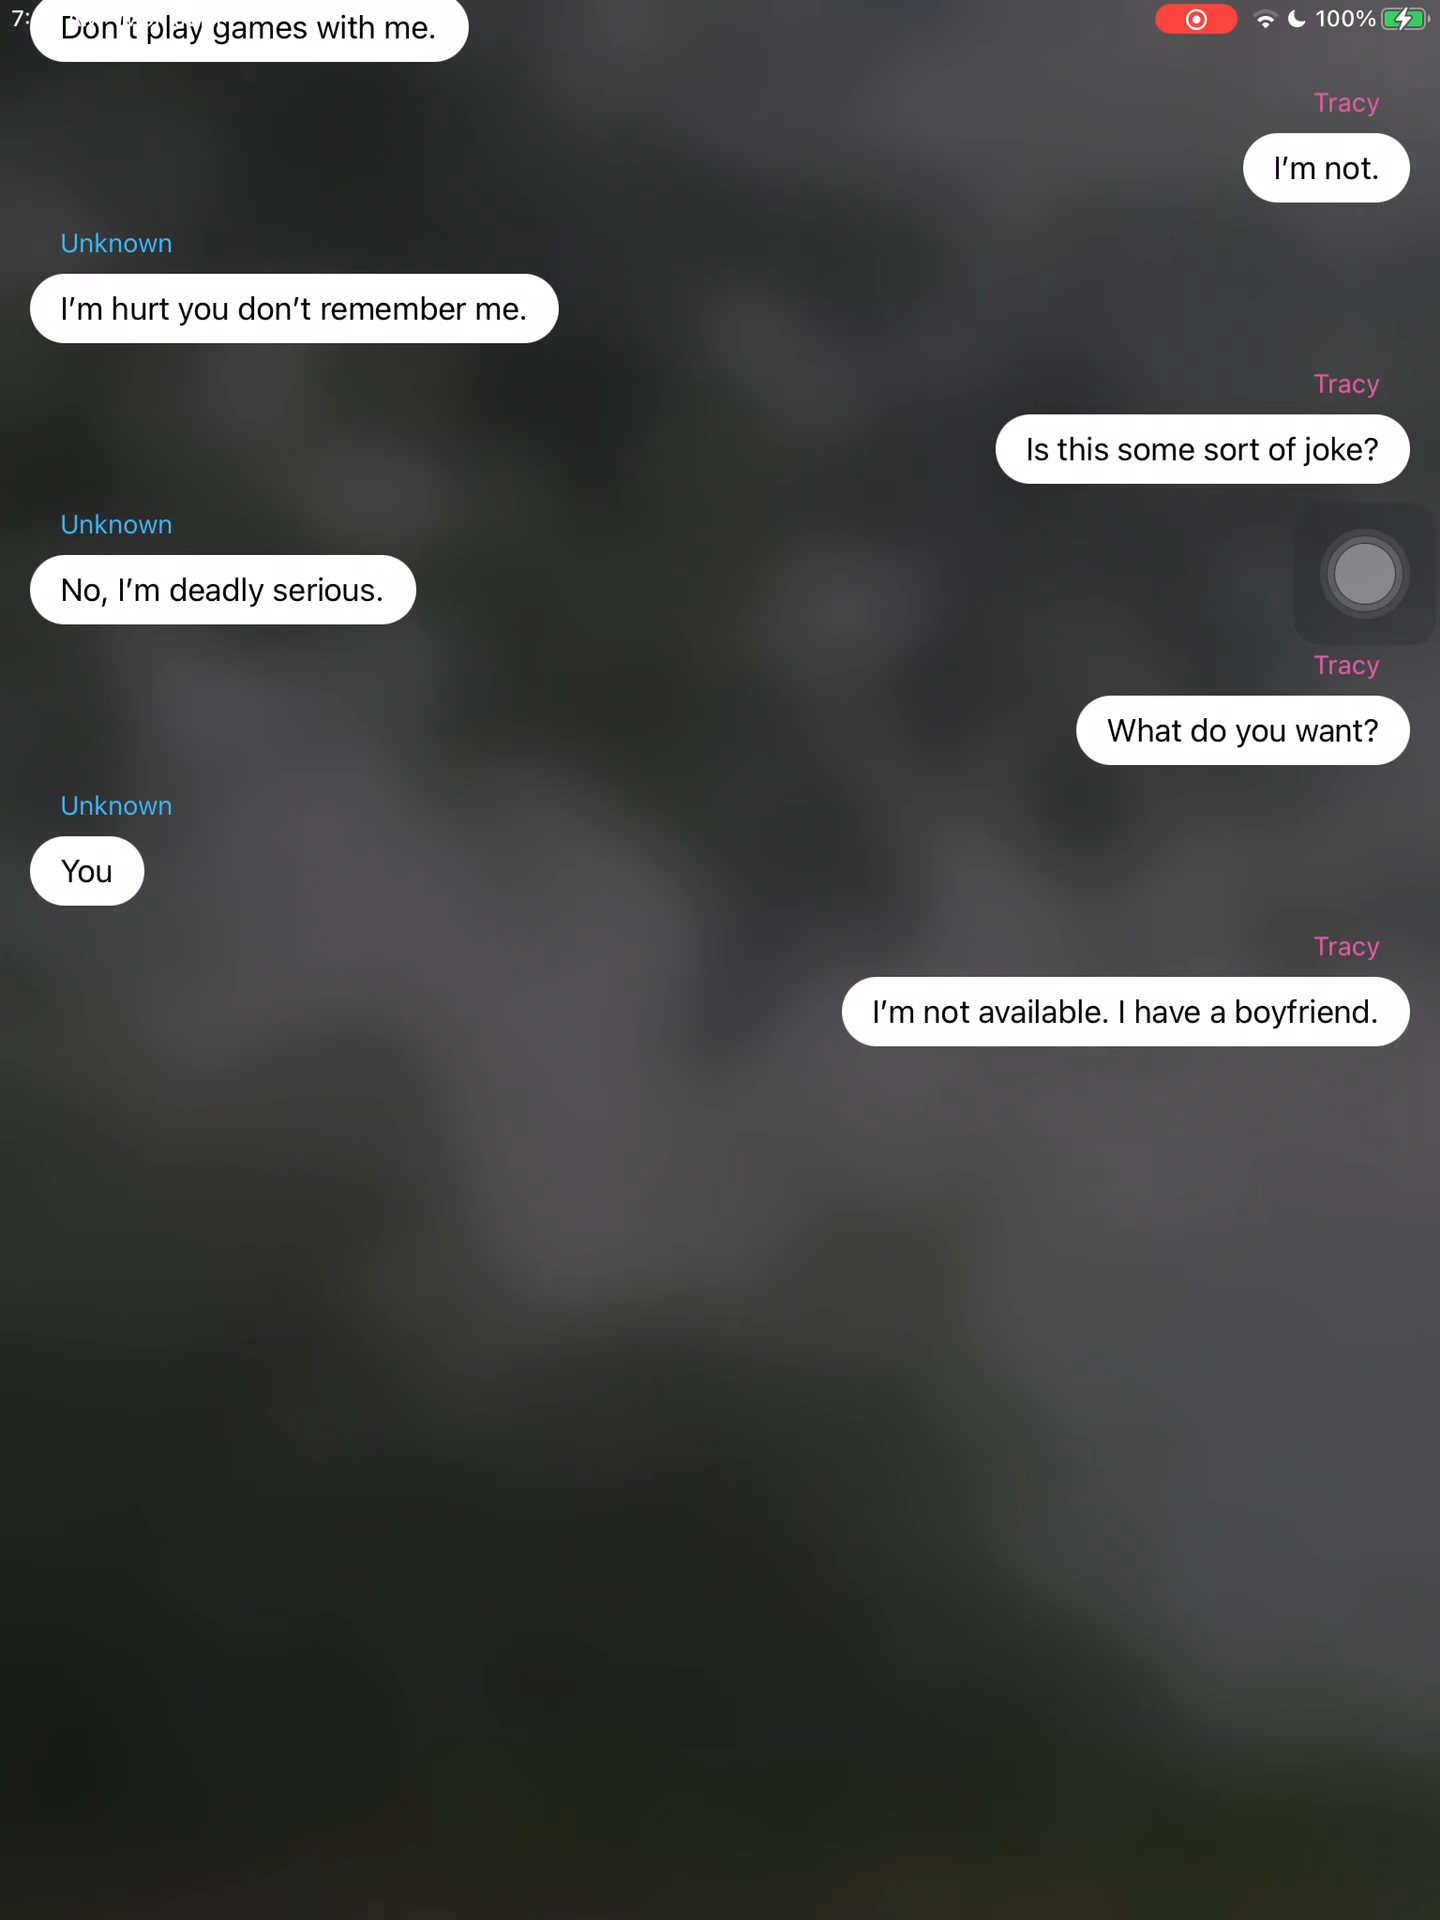 7:
Don't play games with me.
100%
Tracy
I'm not.
Unknown
I'm hurt you don't remember me.
Tracy
Is this some sort of joke?
Unknown
No, I'm deadly serious.
Tracy
What do you want?
Unknown
You
Tracy
I'm not available. I have a boyfriend.